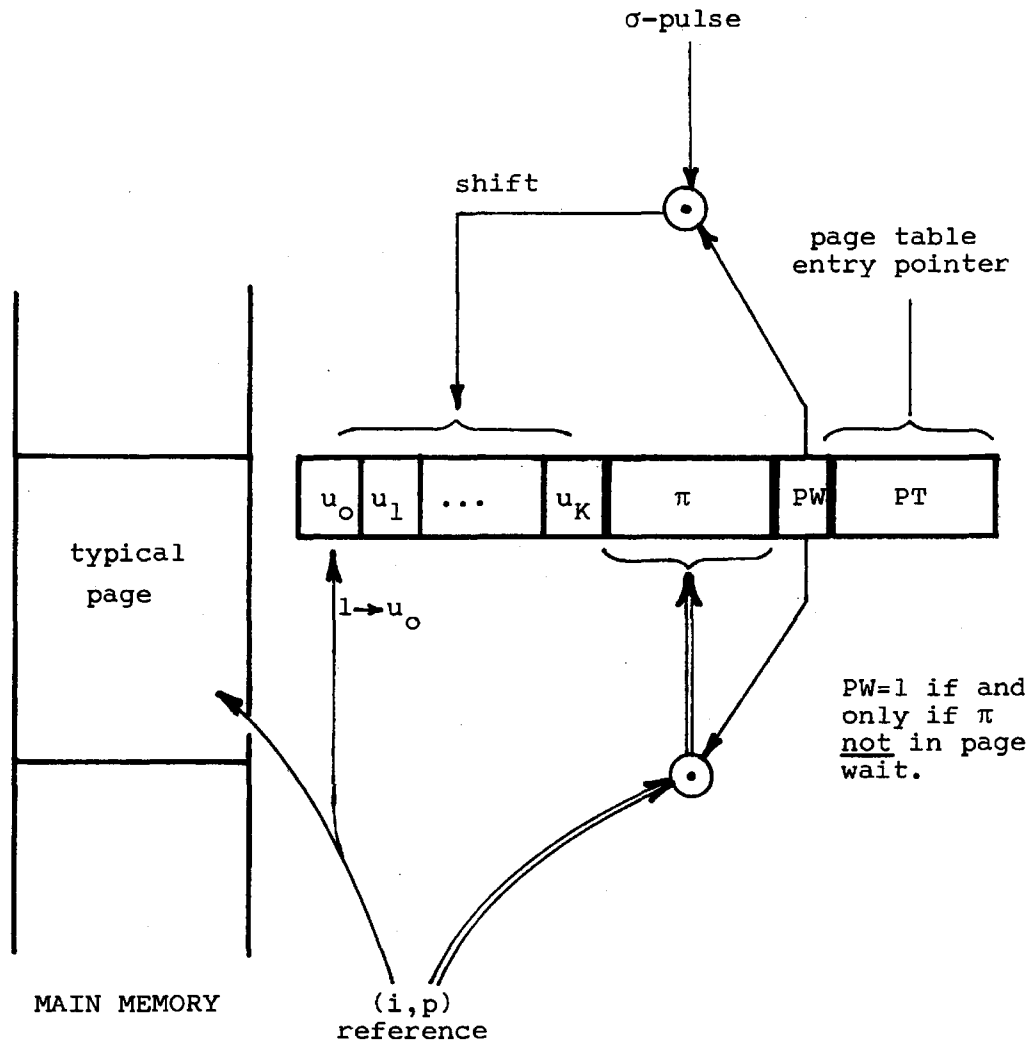 σ-pulse
shift
page table
entry pointer
u₀ u₁ ... u_K π PW PT
typical
page
1→u₀
PW=1 if and
only if π
not in page
wait.
MAIN MEMORY
(i,p)
reference